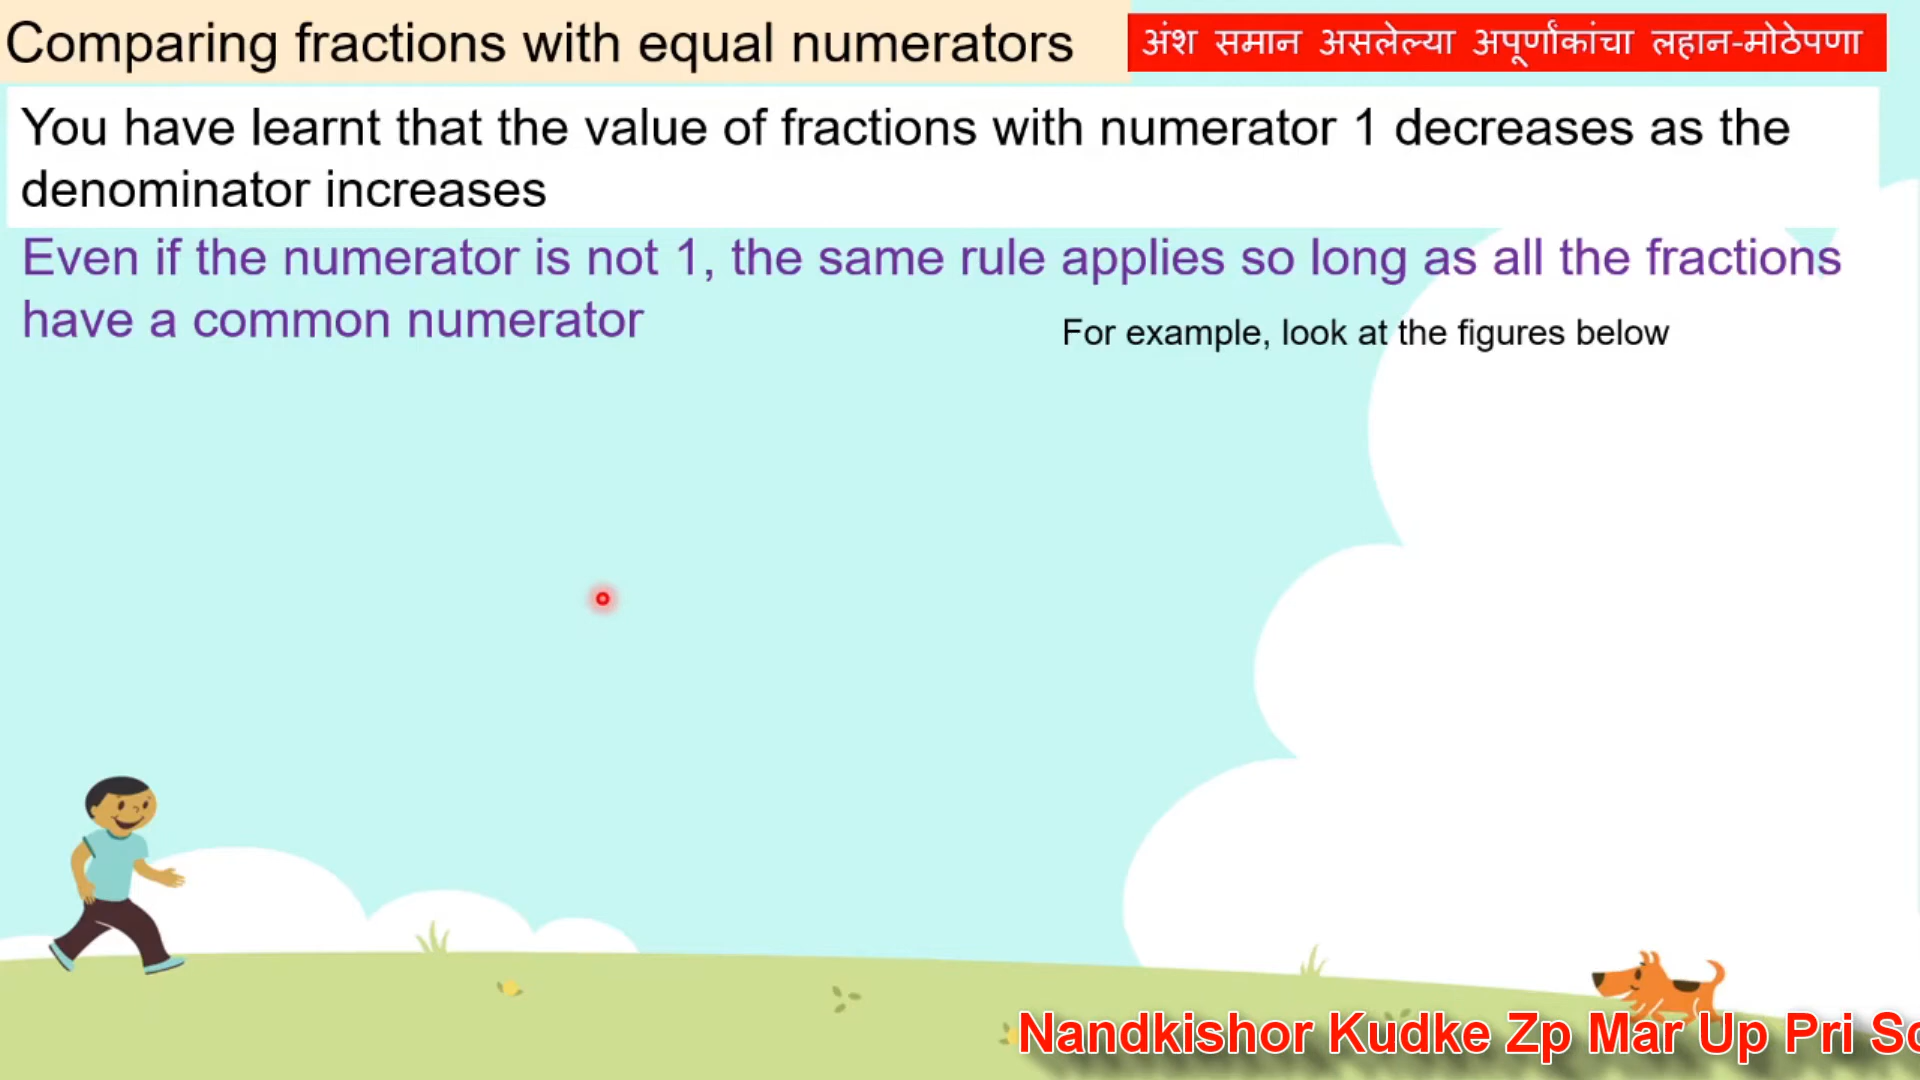 Comparing fractions with equal numerators
अंश समान असलेल्या अपूर्णांकांचा लहान-मोठेपणा
You have learnt that the value of fractions with numerator 1 decreases as the
denominator increases
Even if the numerator is not 1, the same rule applies so long as all the fractions
have a common numerator
For example, look at the figures below
Nandkishor Kudke Zp Mar Up Pri